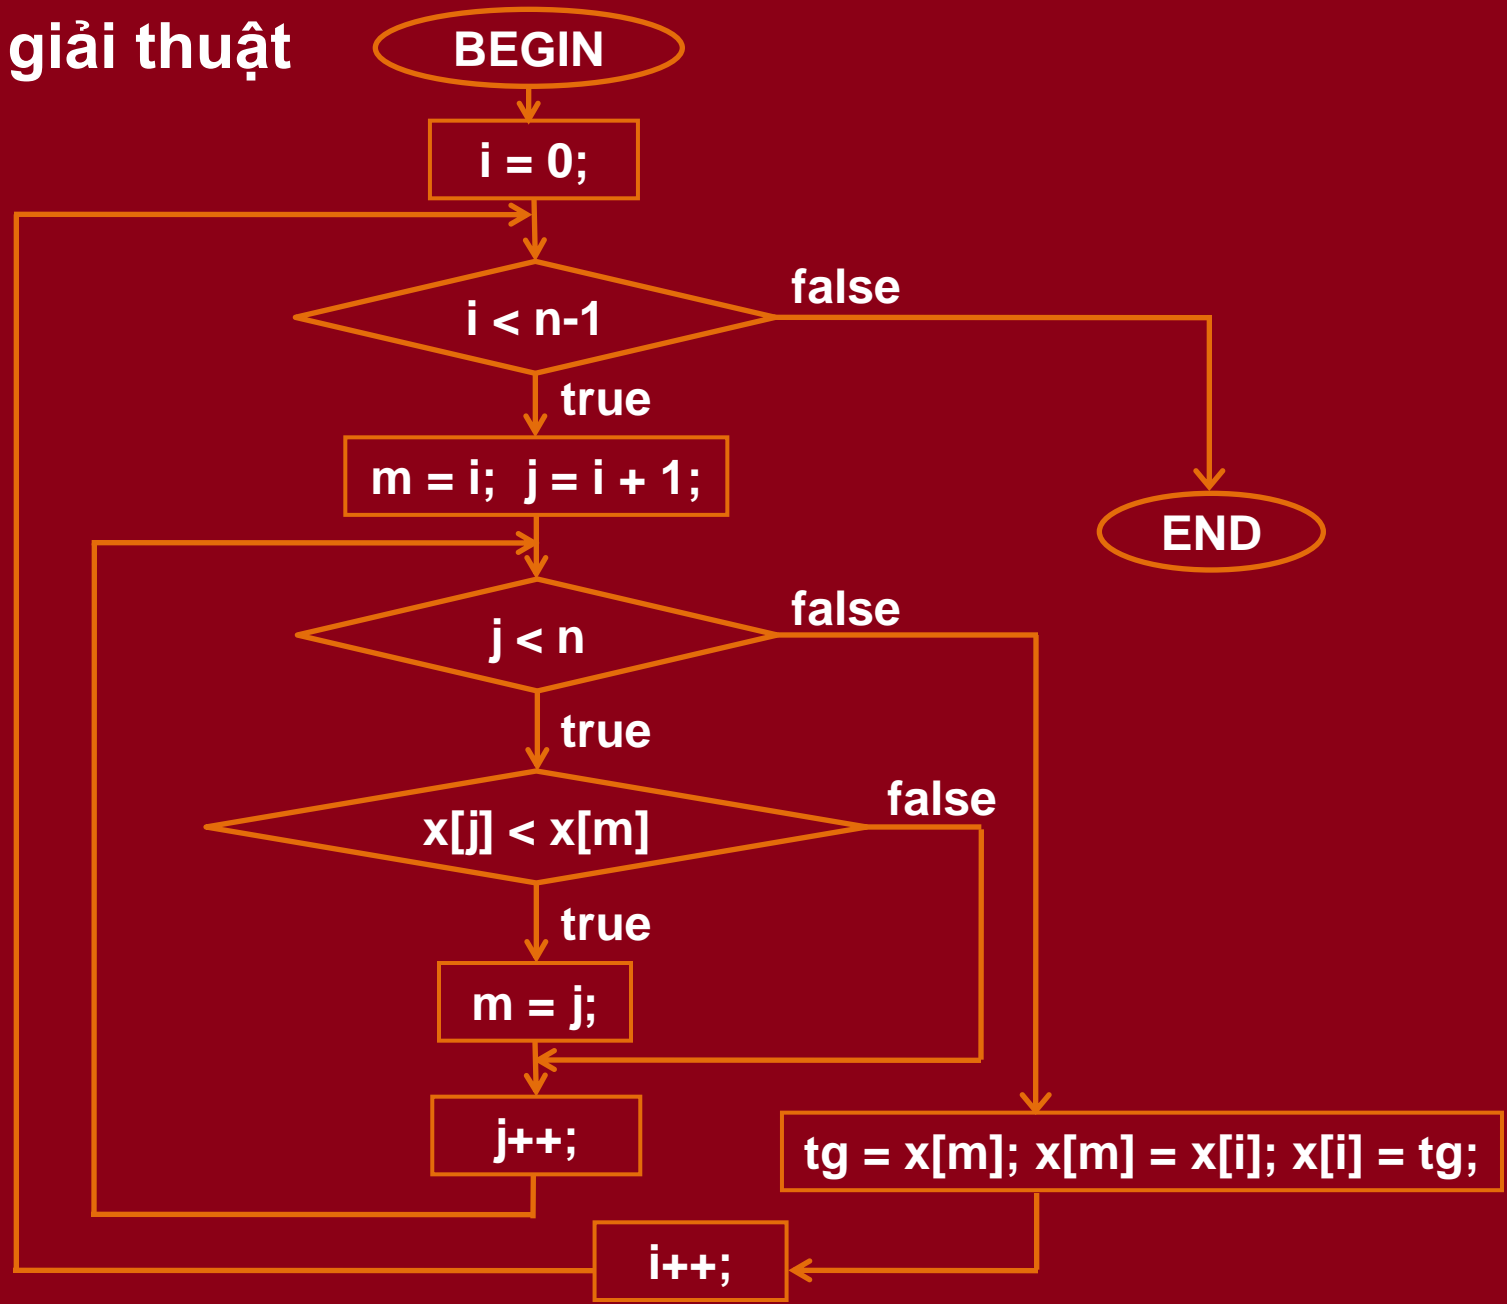 giải thuật
BEGIN
i = 0;
i < n-1
false
true
m = i;  j = i + 1;
END
j < n
false
true
x[j] < x[m]
false
true
m = j;
j++;
tg = x[m]; x[m] = x[i]; x[i] = tg;
i++;